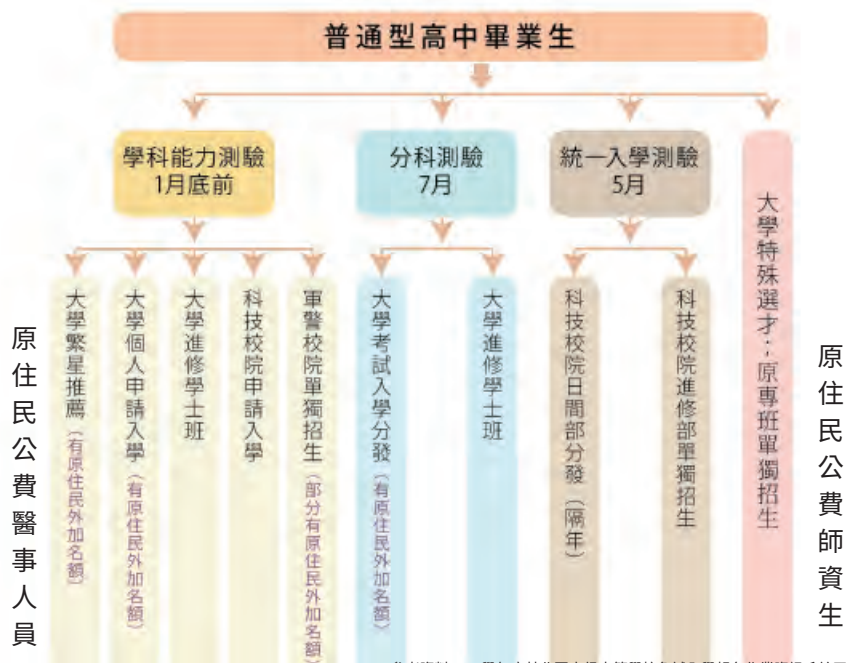 普通型高中畢業生
學科能力測驗
1月底前
分科測驗
7月
統一入學測驗
5月
大學特殊選才：原專班單獨招生
原住民公費醫事人員
大學繁星推薦（有原住民外加名額）
大學個人申請入學（有原住民外加名額）
大學進修學士班
科技校院申請入學
軍警校院單獨招生（部分有原住民外加名額）
大學考試入學分發（有原住民外加名額）
大學進修學士班
科技校院日間部分發（隔年）
科技校院進修部單獨招生
原住民公費師資生